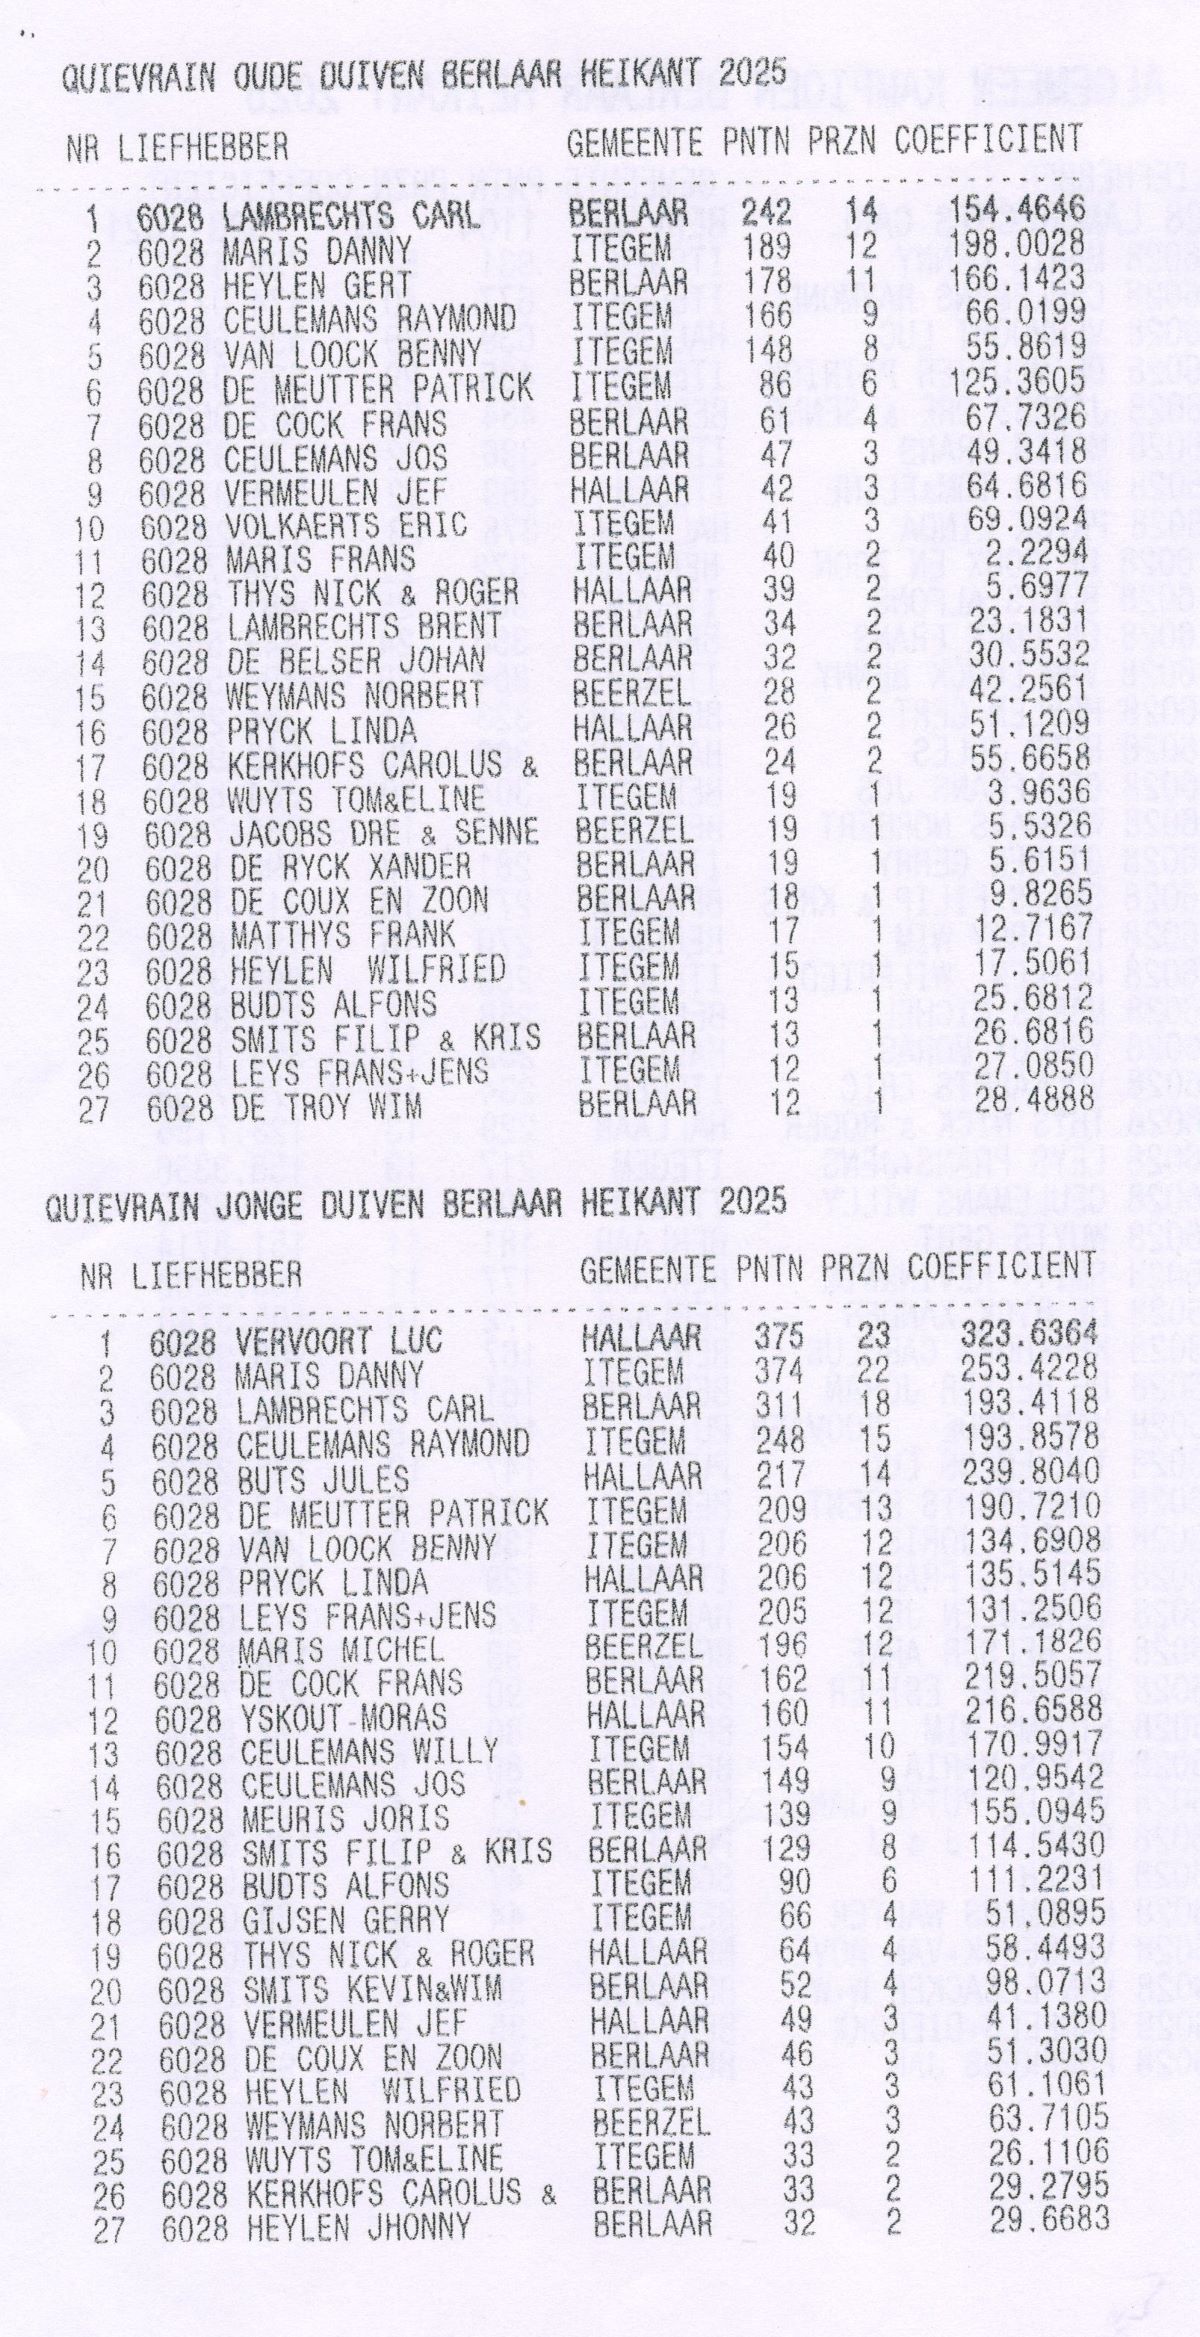 QUIEVRAIN OUDE DUIVEN BERLAAR HEIKANT 2025
NR LIEFHEBBER GEMEENTE PNTN PRZN COEFFICIENT
1 6028 LAMBRECHTS CARL BERLAAR 242 14 154.4646
2 6028 MARIS DANNY ITEGEM 189 12 198.0028
3 6028 HEYLEN GERT BERLAAR 178 11 166.1423
4 6028 CEULEMANS RAYMOND ITEGEM 166 9 66.0199
5 6028 VAN LOOCK BENNY ITEGEM 148 8 55.8619
6 6028 DE MEUTTER PATRICK ITEGEM 86 6 125.3605
7 6028 DE COCK FRANS BERLAAR 61 4 67.7326
8 6028 CEULEMANS JOS BERLAAR 47 3 49.3418
9 6028 VERMEULEN JEF HALLAAR 42 3 64.6816
10 6028 VOLKAERTS ERIC ITEGEM 41 3 69.0924
11 6028 MARIS FRANS ITEGEM 40 2 2.2294
12 6028 THYS NICK & ROGER HALLAAR 39 2 5.6977
13 6028 LAMBRECHTS BRENT BERLAAR 34 2 23.1831
14 6028 DE BELSER JOHAN BERLAAR 32 2 30.5532
15 6028 WEYMANS NORBERT BEERZEL 28 2 42.2561
16 6028 PRYCK LINDA HALLAAR 26 2 51.1209
17 6028 KERKHOFS CAROLUS & BERLAAR 24 2 55.6658
18 6028 WUYTS TOM&ELINE ITEGEM 19 1 3.9636
19 6028 JACOBS DRE & SENNE BEERZEL 19 1 5.5326
20 6028 DE RYCK XANDER BERLAAR 19 1 5.6151
21 6028 DE COUX EN ZOON BERLAAR 18 1 9.8265
22 6028 MATTHYS FRANK ITEGEM 17 1 12.7167
23 6028 HEYLEN WILFRIED ITEGEM 15 1 17.5061
24 6028 BUDTS ALFONS ITEGEM 13 1 25.6812
25 6028 SMITS FILIP & KRIS BERLAAR 13 1 26.6816
26 6028 LEYS FRANS+JENS ITEGEM 12 1 27.0850
27 6028 DE TROY WIM BERLAAR 12 1 28.4888
QUIEVRAIN JONGE DUIVEN BERLAAR HEIKANT 2025
NR LIEFHEBBER GEMEENTE PNTN PRZN COEFFICIENT
1 6028 VERVOORT LUC HALLAAR 375 23 323.6364
2 6028 MARIS DANNY ITEGEM 374 22 253.4228
3 6028 LAMBRECHTS CARL BERLAAR 311 18 193.4118
4 6028 CEULEMANS RAYMOND ITEGEM 248 15 193.8578
5 6028 BUTS JULES HALLAAR 217 14 239.8040
6 6028 DE MEUTTER PATRICK ITEGEM 209 13 190.7210
7 6028 VAN LOOCK BENNY ITEGEM 206 12 134.6908
8 6028 PRYCK LINDA HALLAAR 206 12 135.5145
9 6028 LEYS FRANS+JENS ITEGEM 205 12 131.2506
10 6028 MARIS MICHEL BEERZEL 196 12 171.1826
11 6028 DE COCK FRANS BERLAAR 162 11 219.5057
12 6028 YSKOUT-MORAS HALLAAR 160 11 216.6588
13 6028 CEULEMANS WILLY ITEGEM 154 10 170.9917
14 6028 CEULEMANS JOS BERLAAR 149 9 120.9542
15 6028 MEURIS JORIS ITEGEM 139 9 155.0945
16 6028 SMITS FILIP & KRIS BERLAAR 129 8 114.5430
17 6028 BUDTS ALFONS ITEGEM 90 6 111.2231
18 6028 GIJSEN GERRY ITEGEM 66 4 51.0895
19 6028 THYS NICK & ROGER HALLAAR 64 4 58.4493
20 6028 SMITS KEVIN&WIM BERLAAR 52 4 98.0713
21 6028 VERMEULEN JEF HALLAAR 49 3 41.1380
22 6028 DE COUX EN ZOON BERLAAR 46 3 51.3030
23 6028 HEYLEN WILFRIED ITEGEM 43 3 61.1061
24 6028 WEYMANS NORBERT BEERZEL 43 3 63.7105
25 6028 WUYTS TOM&ELINE ITEGEM 33 2 26.1106
26 6028 KERKHOFS CAROLUS & BERLAAR 33 2 29.2795
27 6028 HEYLEN JHONNY BERLAAR 32 2 29.6683